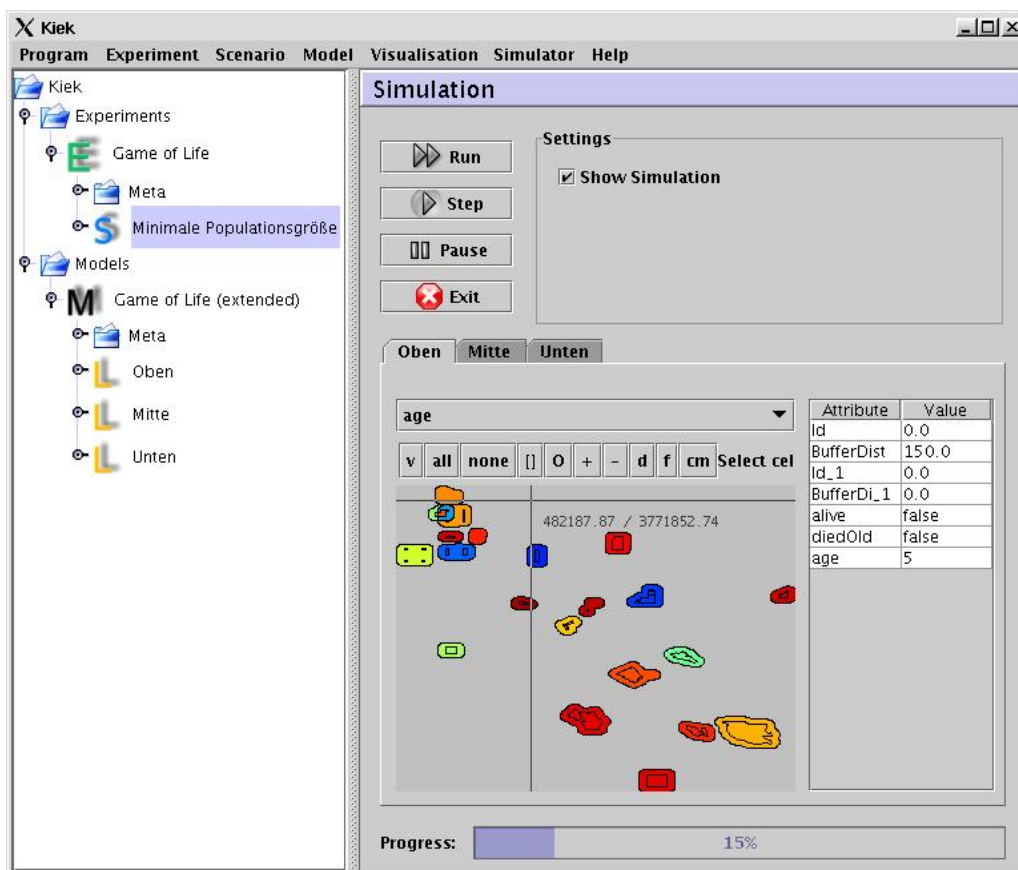 Kiek
Program Experiment Scenario Model Visualisation Simulator Help
Kiek
Experiments
Game of Life
Meta
Minimale Populationsgröße
Models
Game of Life (extended)
Meta
Oben
Mitte
Unten
Simulation
Run
Step
Pause
Exit
Settings
Show Simulation
Oben Mitte Unten
age
v all none [] O + - d f cm Select cel
482187.87 / 3771852.74
Attribute Value
Id 0.0
BufferDist 150.0
Id_1 0.0
BufferDi_1 0.0
alive false
diedOld false
age 5
Progress: 15%